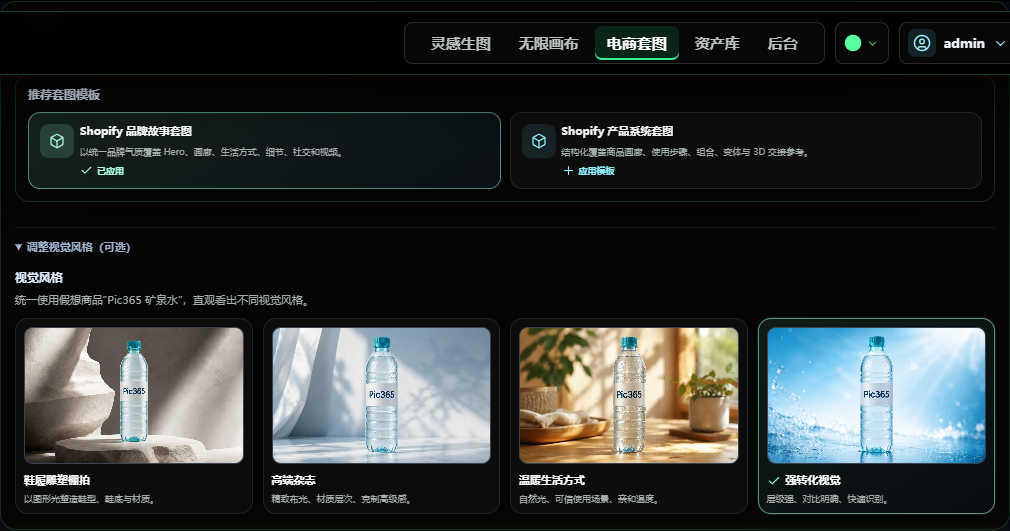 灵感生图 无限画布 电商套图 资产库 后台 admin
推荐套图模板
Shopify 品牌故事套图
以统一品牌气质覆盖 Hero、画廊、生活方式、细节、社交和视频。
已应用
Shopify 产品系统套图
结构化覆盖商品画廊、使用步骤、组合、变体与 3D 交接参考。
应用模板
调整视觉风格（可选）
视觉风格
统一使用假想商品“Pic365 矿泉水”，直观看出不同视觉风格。
Pic365
Pic365
Pic365
Pic365
鞋履雕塑棚拍
以图形光塑造鞋型、鞋底与材质。
高端杂志
精致布光、材质层次、克制高级感。
温暖生活方式
自然光、可信使用场景、亲和温度。
强转化视觉
层级强、对比明确、快速识别。